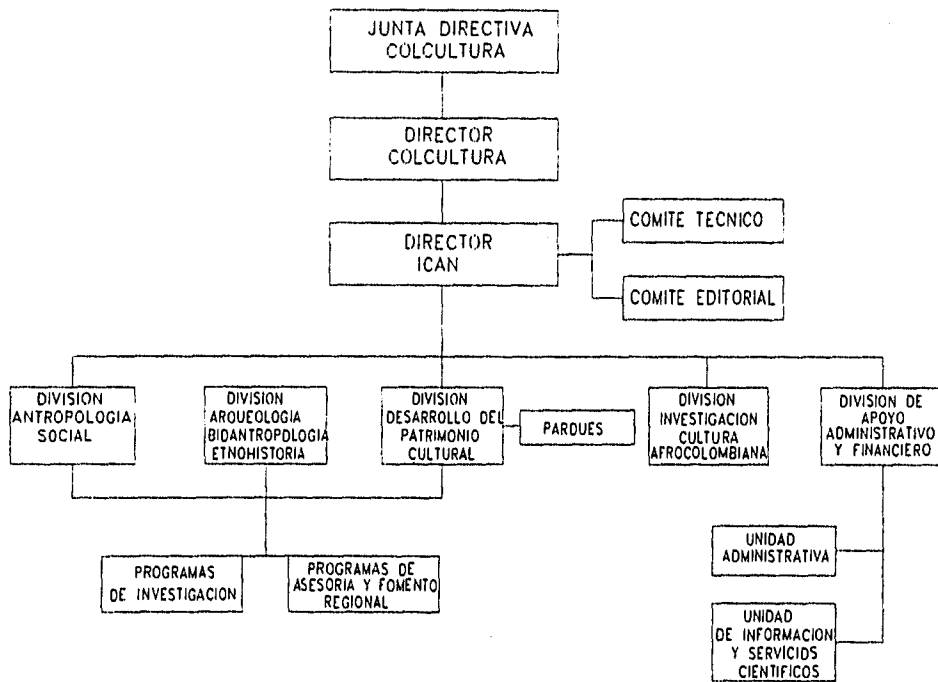 JUNTA DIRECTIVA
COLCULTURA
DIRECTOR
COLCULTURA
DIRECTOR
ICAN
COMITE TECNICO
COMITE EDITORIAL
DIVISION
ANTROPOLOGIA
SOCIAL
DIVISION
ARQUEOLOGIA
BIOANTROPOLOGIA
ETNOHISTORIA
DIVISION
DESARROLLO DEL
PATRIMONIO
CULTURAL
PARQUES
DIVISION
INVESTIGACION
CULTURA
AFROCOLOMBIANA
DIVISION DE
APOYO
ADMINISTRATIVO
Y FINANCIERO
PROGRAMAS
DE INVESTIGACION
PROGRAMAS DE
ASESORIA Y FOMENTO
REGIONAL
UNIDAD
ADMINISTRATIVA
UNIDAD
DE INFORMACION
Y SERVICIOS
CIENTIFICOS